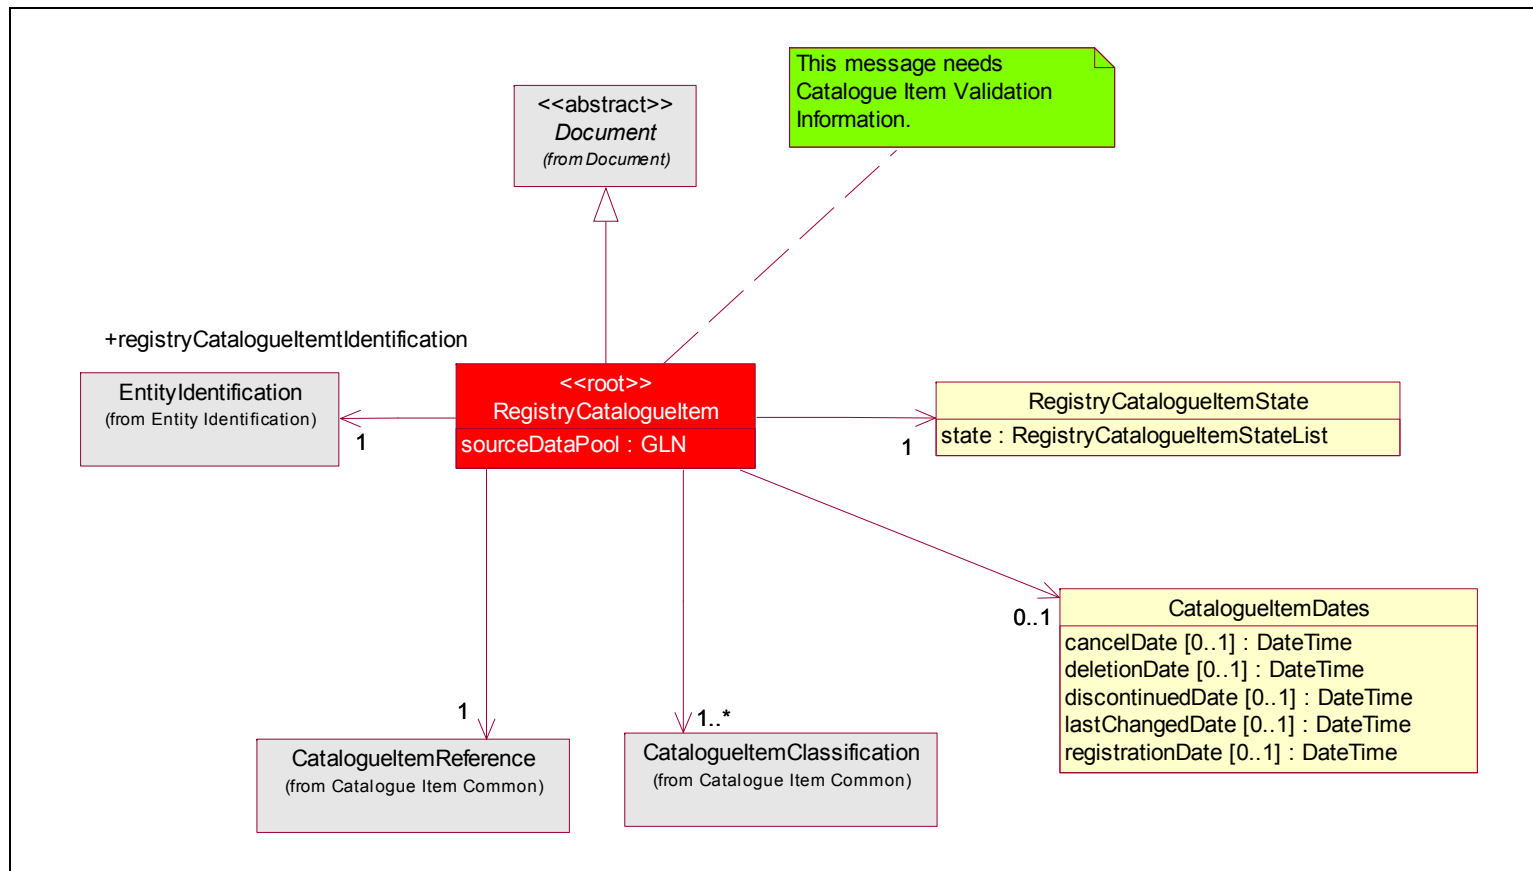 This message needs
Catalogue Item Validation
Information.
<<abstract>>
Document
(from Document)
+registryCatalogueItemtIdentification
EntityIdentification
(from Entity Identification)
1
<<root>>
RegistryCatalogueItem
sourceDataPool : GLN
1
RegistryCatalogueItemState
state : RegistryCatalogueItemStateList
0..1
CatalogueItemDates
cancelDate [0..1] : DateTime
deletionDate [0..1] : DateTime
discontinuedDate [0..1] : DateTime
lastChangedDate [0..1] : DateTime
registrationDate [0..1] : DateTime
1
CatalogueItemReference
(from Catalogue Item Common)
1..*
CatalogueItemClassification
(from Catalogue Item Common)